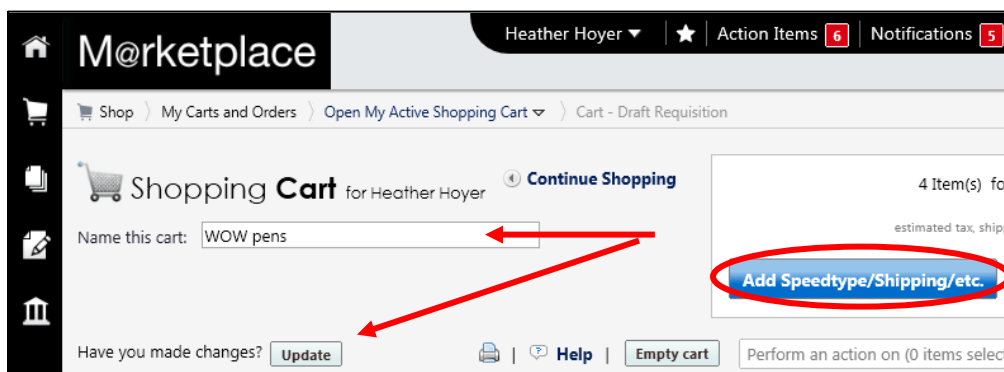 Heather Hoyer Action Items 6 Notifications 5
M@rketplace
Shop My Carts and Orders Open My Active Shopping Cart Cart - Draft Requisition
Shopping Cart for Heather Hoyer Continue Shopping
4 Item(s)
Name this cart: WOW pens
estimated tax,
Add Speedtype/Shipping/etc.
Have you made changes? Update Help Empty cart Perform an action on (0 items